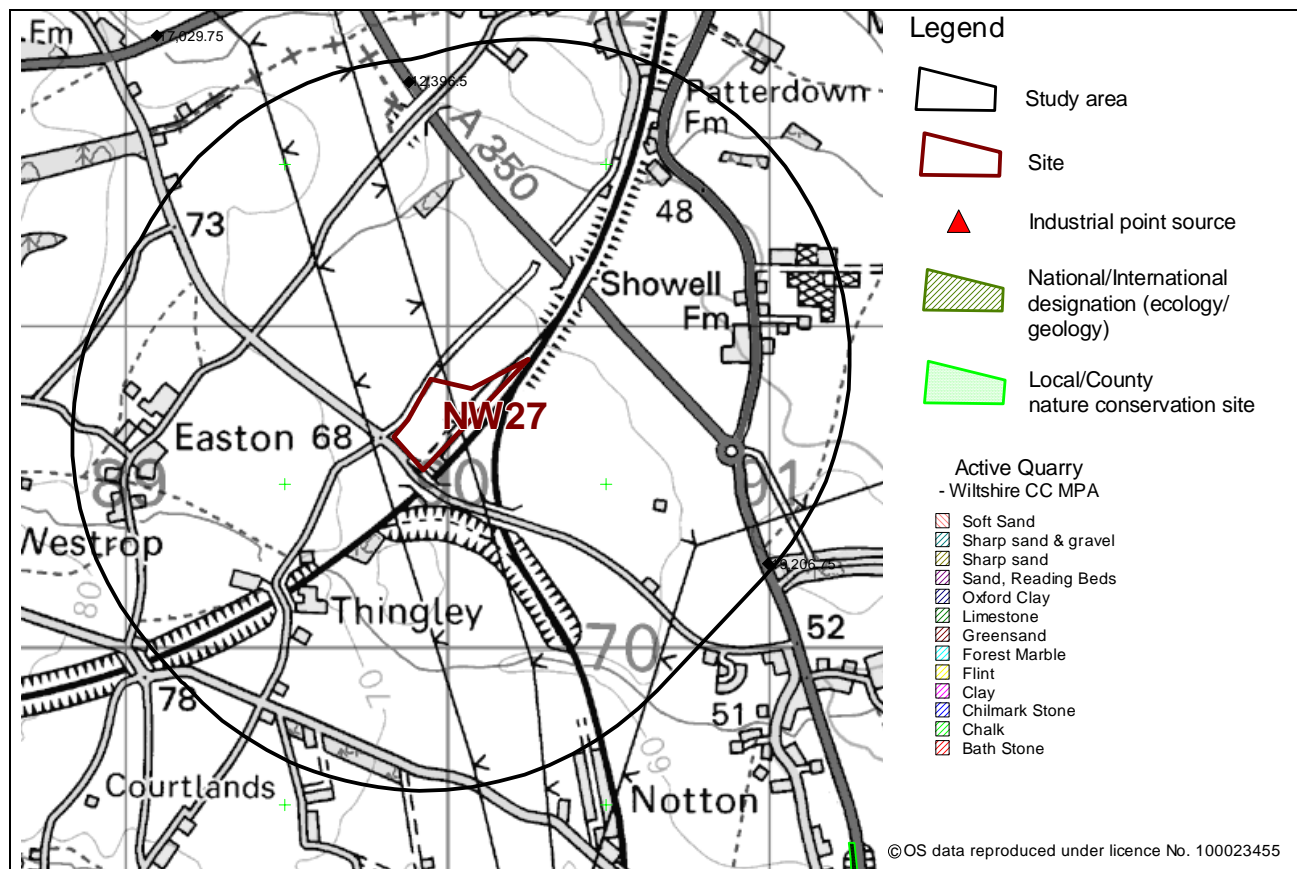 Fm
17,029.75
72
12,396.5
Patterdown
Fm
A 350
73
48
Showell
Fm
NW27
Easton 68
89
90
91
Westrop
80
19,206.75
Thingley
52
70
78
70
51
60
Courtlands
Notton
Legend
Study area
Site
Industrial point source
National/International
designation (ecology/
geology)
Local/County
nature conservation site
Active Quarry
- Wiltshire CC MPA
Soft Sand
Sharp sand & gravel
Sharp sand
Sand, Reading Beds
Oxford Clay
Limestone
Greensand
Forest Marble
Flint
Clay
Chilmark Stone
Chalk
Bath Stone
©OS data reproduced under licence No. 100023455